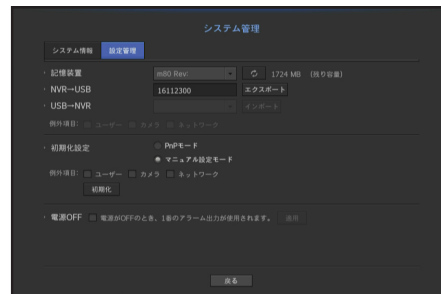 システム管理
システム情報 設定管理
記憶装置 m80 Rev: 1724 MB (残り容量)
NVR→USB 16112300 エクスポート
USB→NVR インポート
例外項目: ユーザー カメラ ネットワーク
初期化設定 PnPモード
マニュアル設定モード
例外項目: ユーザー カメラ ネットワーク
初期化
電源OFF 電源がOFFのとき、1番のアラーム出力が使用されます。 適用
戻る